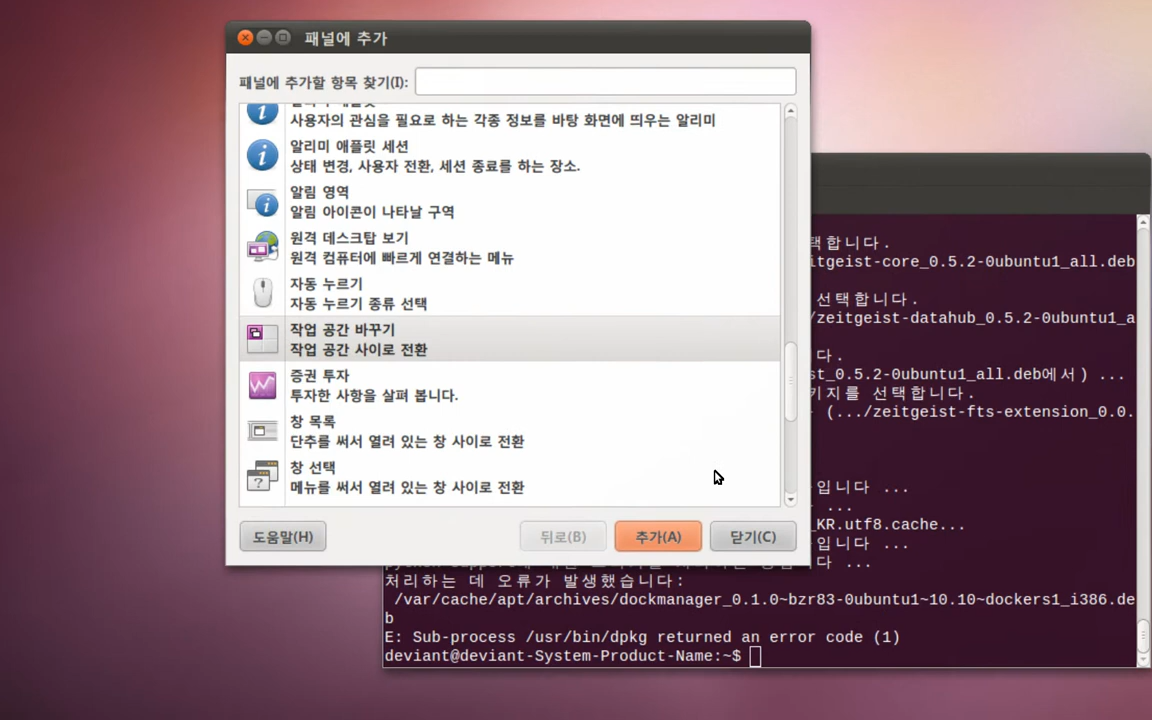 패널에 추가
패널에 추가할 항목 찾기(I):
사용자의 관심을 필요로 하는 각종 정보를 바탕 화면에 띄우는 알리미
알리미 애플릿 세션
상태 변경, 사용자 전환, 세션 종료를 하는 장소.
알림 영역
알림 아이콘이 나타날 구역
원격 데스크탑 보기
원격 컴퓨터에 빠르게 연결하는 메뉴
자동 누르기
자동 누르기 종류 선택
작업 공간 바꾸기
작업 공간 사이로 전환
증권 투자
투자한 사항을 살펴 봅니다.
창 목록
단추를 써서 열려 있는 창 사이로 전환
창 선택
메뉴를 써서 열려 있는 창 사이로 전환
도움말(H)
뒤로(B)
추가(A)
닫기(C)
택합니다.
itgeist-core_0.5.2-0ubuntu1_all.deb
선택합니다.
/zeitgeist-datahub_0.5.2-0ubuntu1_a
다.
st_0.5.2-0ubuntu1_all.deb에서) ...
키지를 선택합니다.
(.../zeitgeist-fts-extension_0.0.
입니다 ...
...
_KR.utf8.cache...
입니다 ...
다 ...
처리하는 데 오류가 발생했습니다:
/var/cache/apt/archives/dockmanager_0.1.0~bzr83-0ubuntu1~10.10~dockers1_i386.de
b
E: Sub-process /usr/bin/dpkg returned an error code (1)
deviant@deviant-System-Product-Name:~$